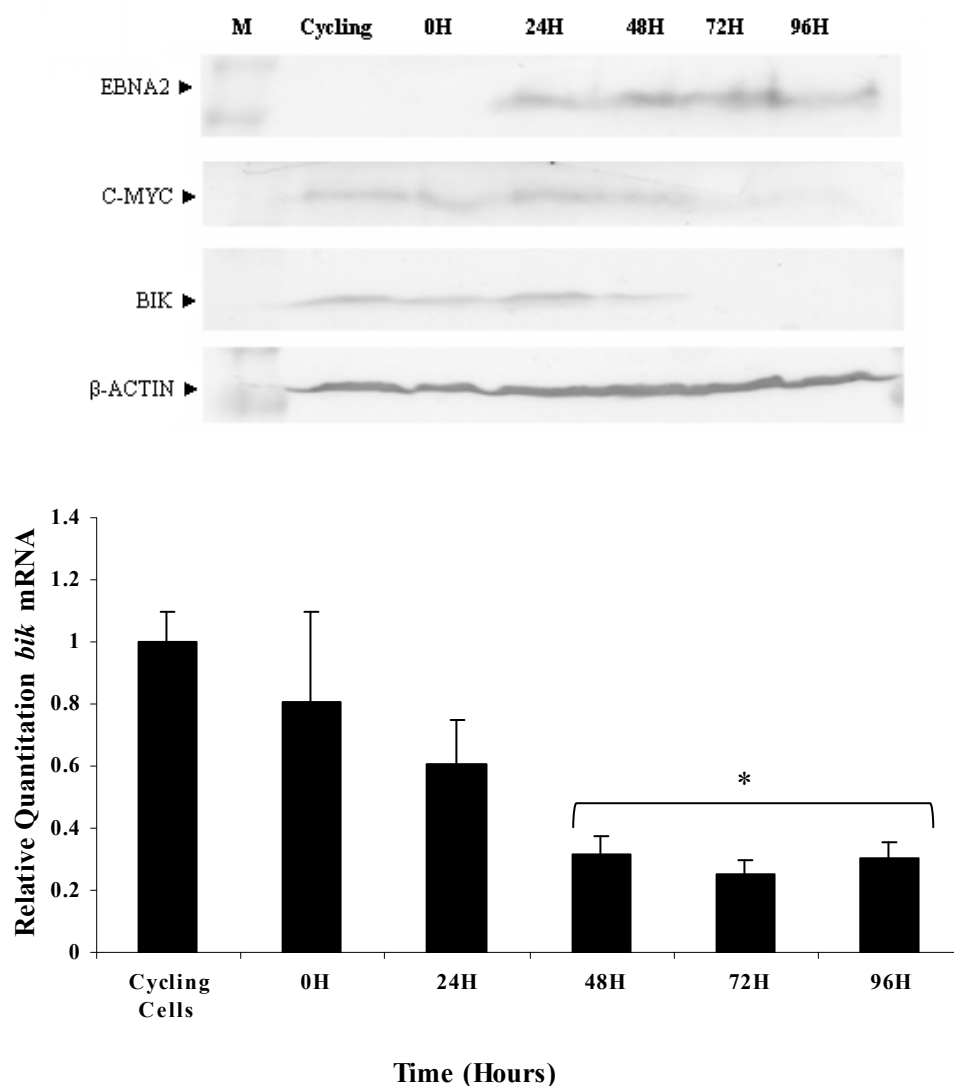 M Cycling 0H 24H 48H 72H 96H
EBNA2
C-MYC
BIK
β-ACTIN
Relative Quantitation bik mRNA
1.4
1.2
1
0.8
0.6
0.4
0.2
0
*
Cycling Cells 0H 24H 48H 72H 96H
Time (Hours)